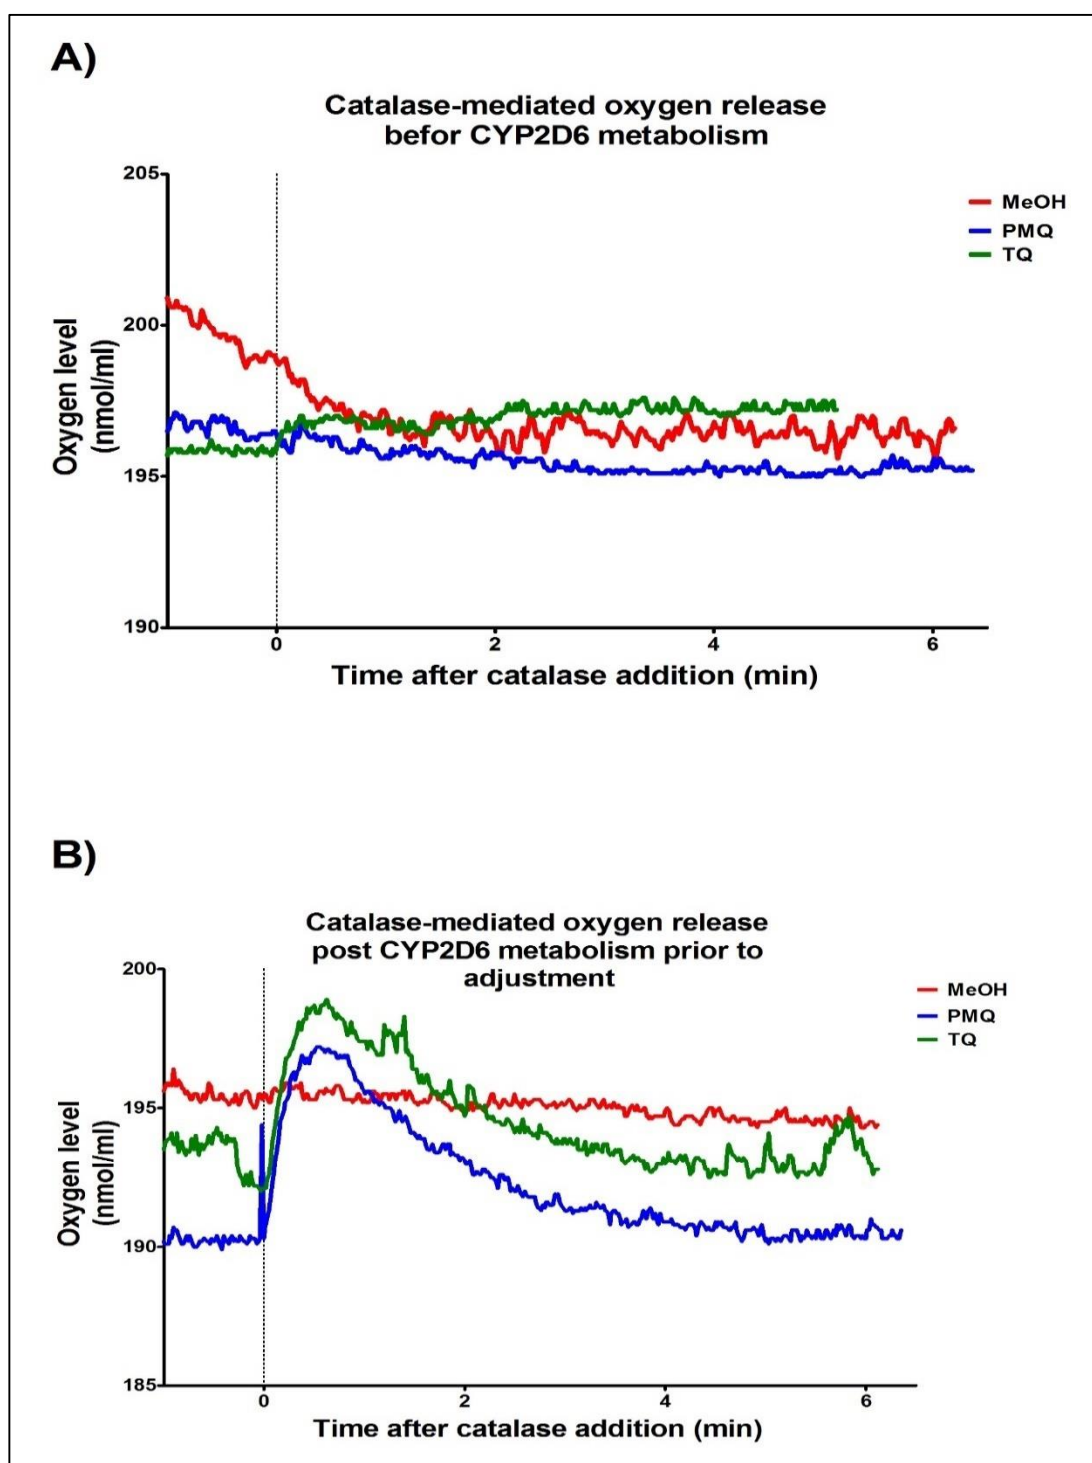 A)
Catalase-mediated oxygen release
befor CYP2D6 metabolism
205
200
195
190
Oxygen level
(nmol/ml)
MeOH
PMQ
TQ
0 2 4 6
Time after catalase addition (min)
B)
Catalase-mediated oxygen release
post CYP2D6 metabolism prior to
adjustment
200
195
190
185
Oxygen level
(nmol/ml)
MeOH
PMQ
TQ
0 2 4 6
Time after catalase addition (min)